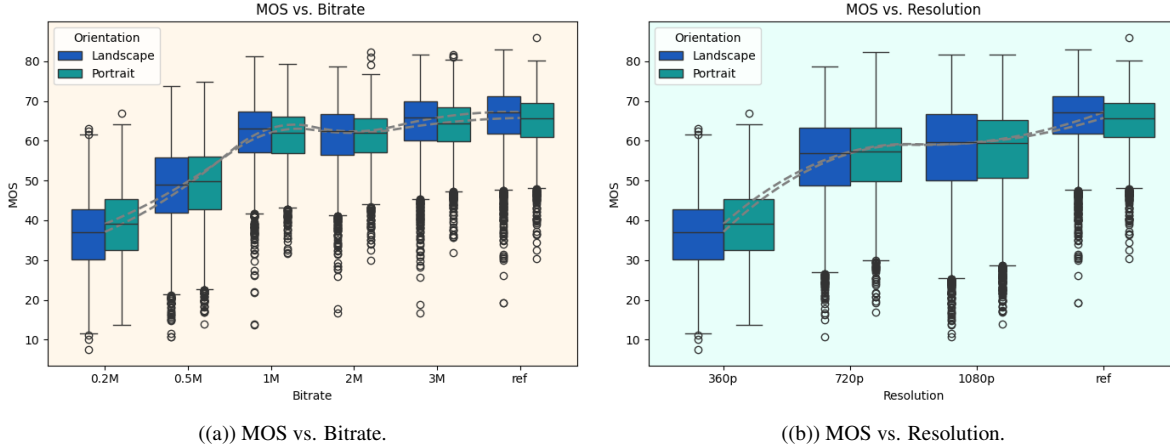 MOS vs. Bitrate
Orientation
Landscape
Portrait
80
70
60
50
40
30
20
10
MOS
0.2M
0.5M
1M
2M
3M
ref
Bitrate
((a)) MOS vs. Bitrate.
MOS vs. Resolution
Orientation
Landscape
Portrait
80
70
60
50
40
30
20
10
MOS
360p
720p
1080p
ref
Resolution
((b)) MOS vs. Resolution.